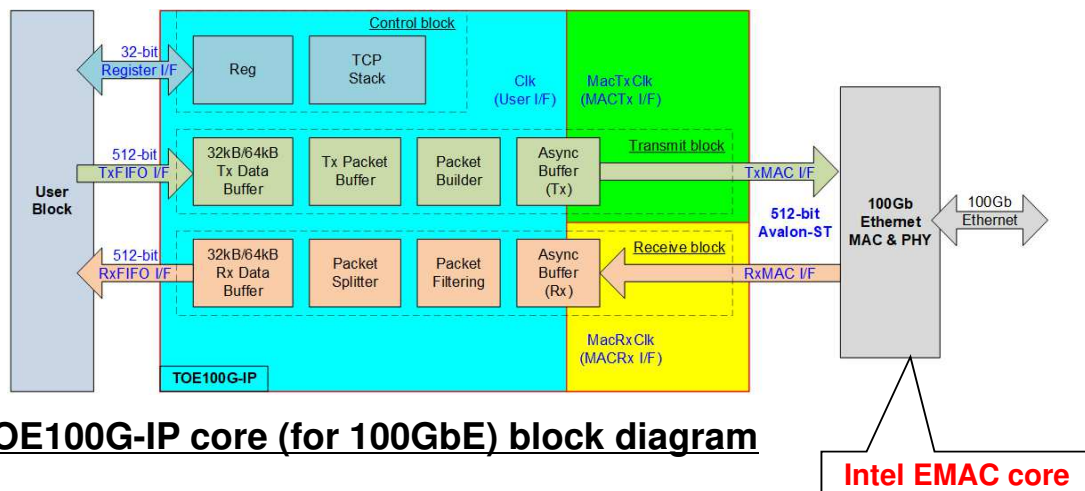 Control block
32-bit
Register I/F
Reg
TCP
Stack
Clk
(User I/F)
MacTxClk
(MACTx I/F)
512-bit
TxFIFO I/F
32kB/64kB
Tx Data
Buffer
Tx Packet
Buffer
Packet
Builder
Async
Buffer
(Tx)
Transmit block
TxMAC I/F
User
Block
512-bit
Avalon-ST
100Gb
Ethernet
MAC & PHY
100Gb
Ethernet
512-bit
RxFIFO I/F
32kB/64kB
Rx Data
Buffer
Packet
Splitter
Packet
Filtering
Async
Buffer
(Rx)
Receive block
RxMAC I/F
MacRxClk
(MACRx I/F)
TOE100G-IP
OE100G-IP core (for 100GbE) block diagram
Intel EMAC core